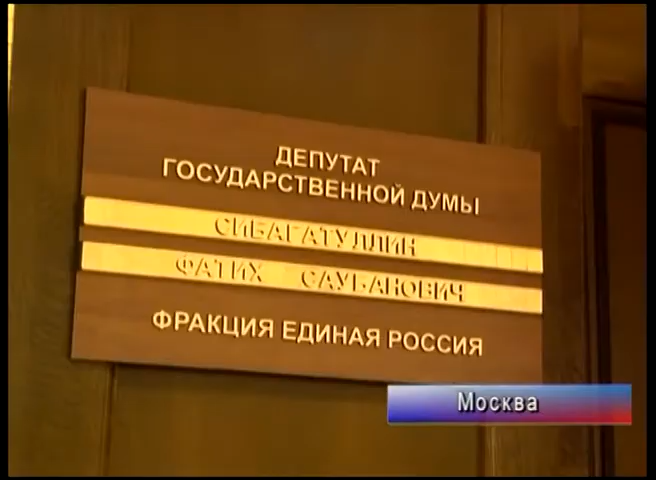 ДЕПУТАТ
ГОСУДАРСТВЕННОЙ ДУМЫ
СИБАГАТУЛЛИН
ФАТИХ САУБАНОВИЧ
ФРАКЦИЯ ЕДИНАЯ РОССИЯ
Москва